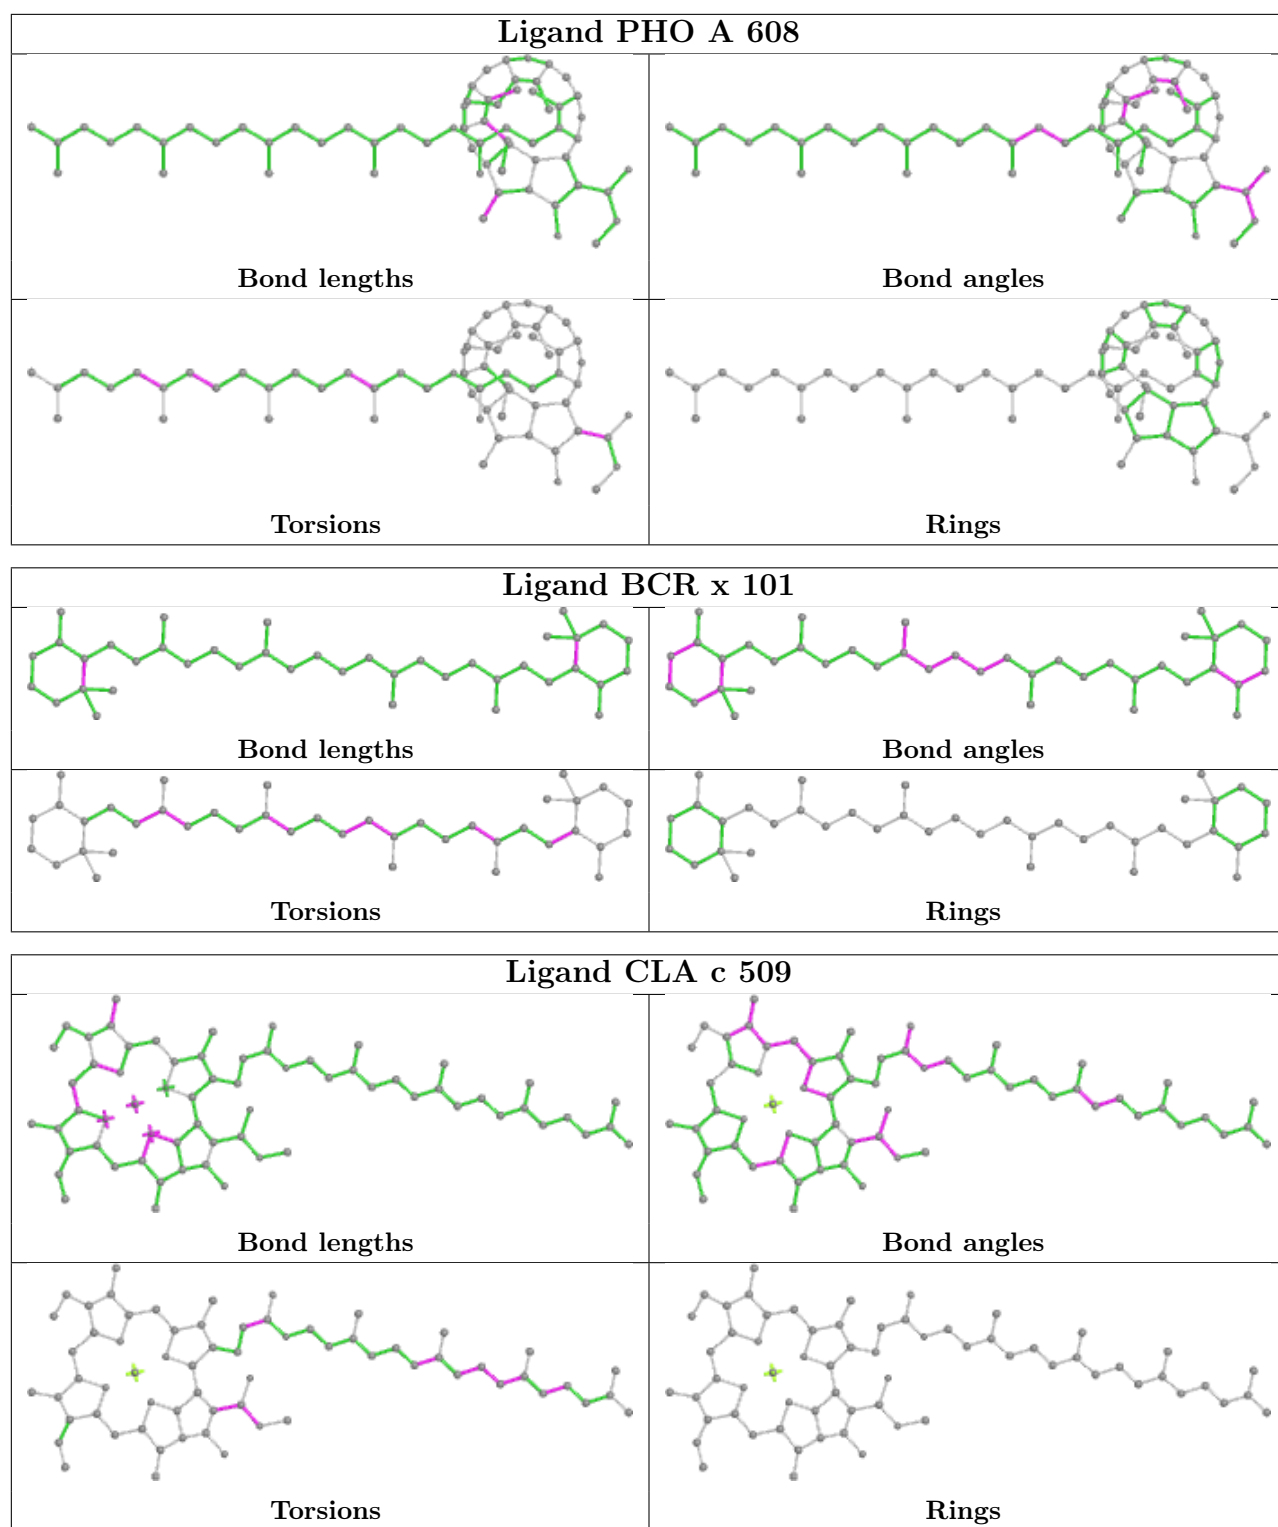 Ligand PHO A 608
Bond lengths
Bond angles
Torsions
Rings
Ligand BCR x 101
Bond lengths
Bond angles
Torsions
Rings
Ligand CLA c 509
Bond lengths
Bond angles
Torsions
Rings